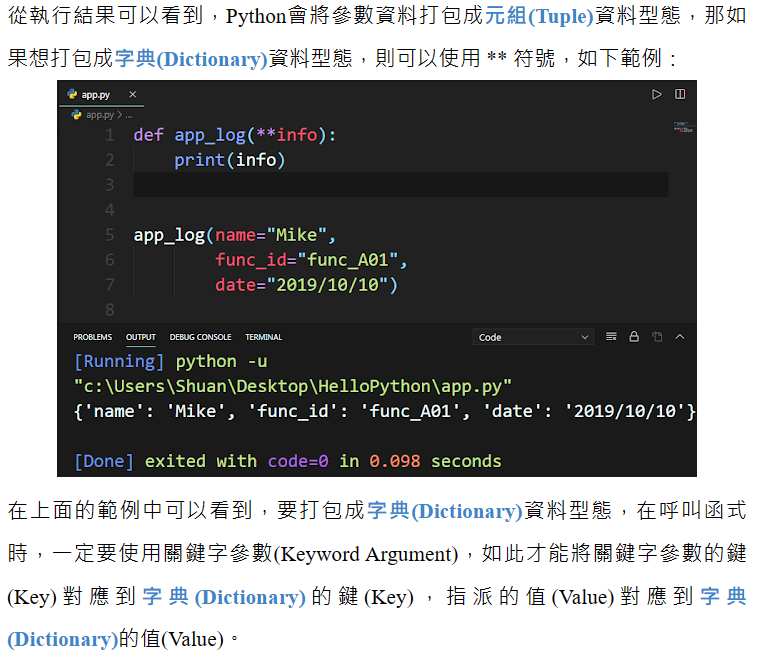 從執行結果可以看到，Python會將參數資料打包成元組(Tuple)資料型態，那如
果想打包成字典(Dictionary)資料型態，則可以使用 ** 符號，如下範例：
app.py ×
app.py > ...
1 def app_log(**info):
2     print(info)
3
4
5 app_log(name="Mike",
6         func_id="func_A01",
7         date="2019/10/10")
8
PROBLEMS OUTPUT DEBUG CONSOLE TERMINAL Code
[Running] python -u
"c:\Users\Shuan\Desktop\HelloPython\app.py"
{'name': 'Mike', 'func_id': 'func_A01', 'date': '2019/10/10'}
[Done] exited with code=0 in 0.098 seconds
在上面的範例中可以看到，要打包成字典(Dictionary)資料型態，在呼叫函式
時，一定要使用關鍵字參數(Keyword Argument)，如此才能將關鍵字參數的鍵
(Key)對應到字典(Dictionary)的鍵(Key)，指派的值(Value)對應到字典
(Dictionary)的值(Value)。